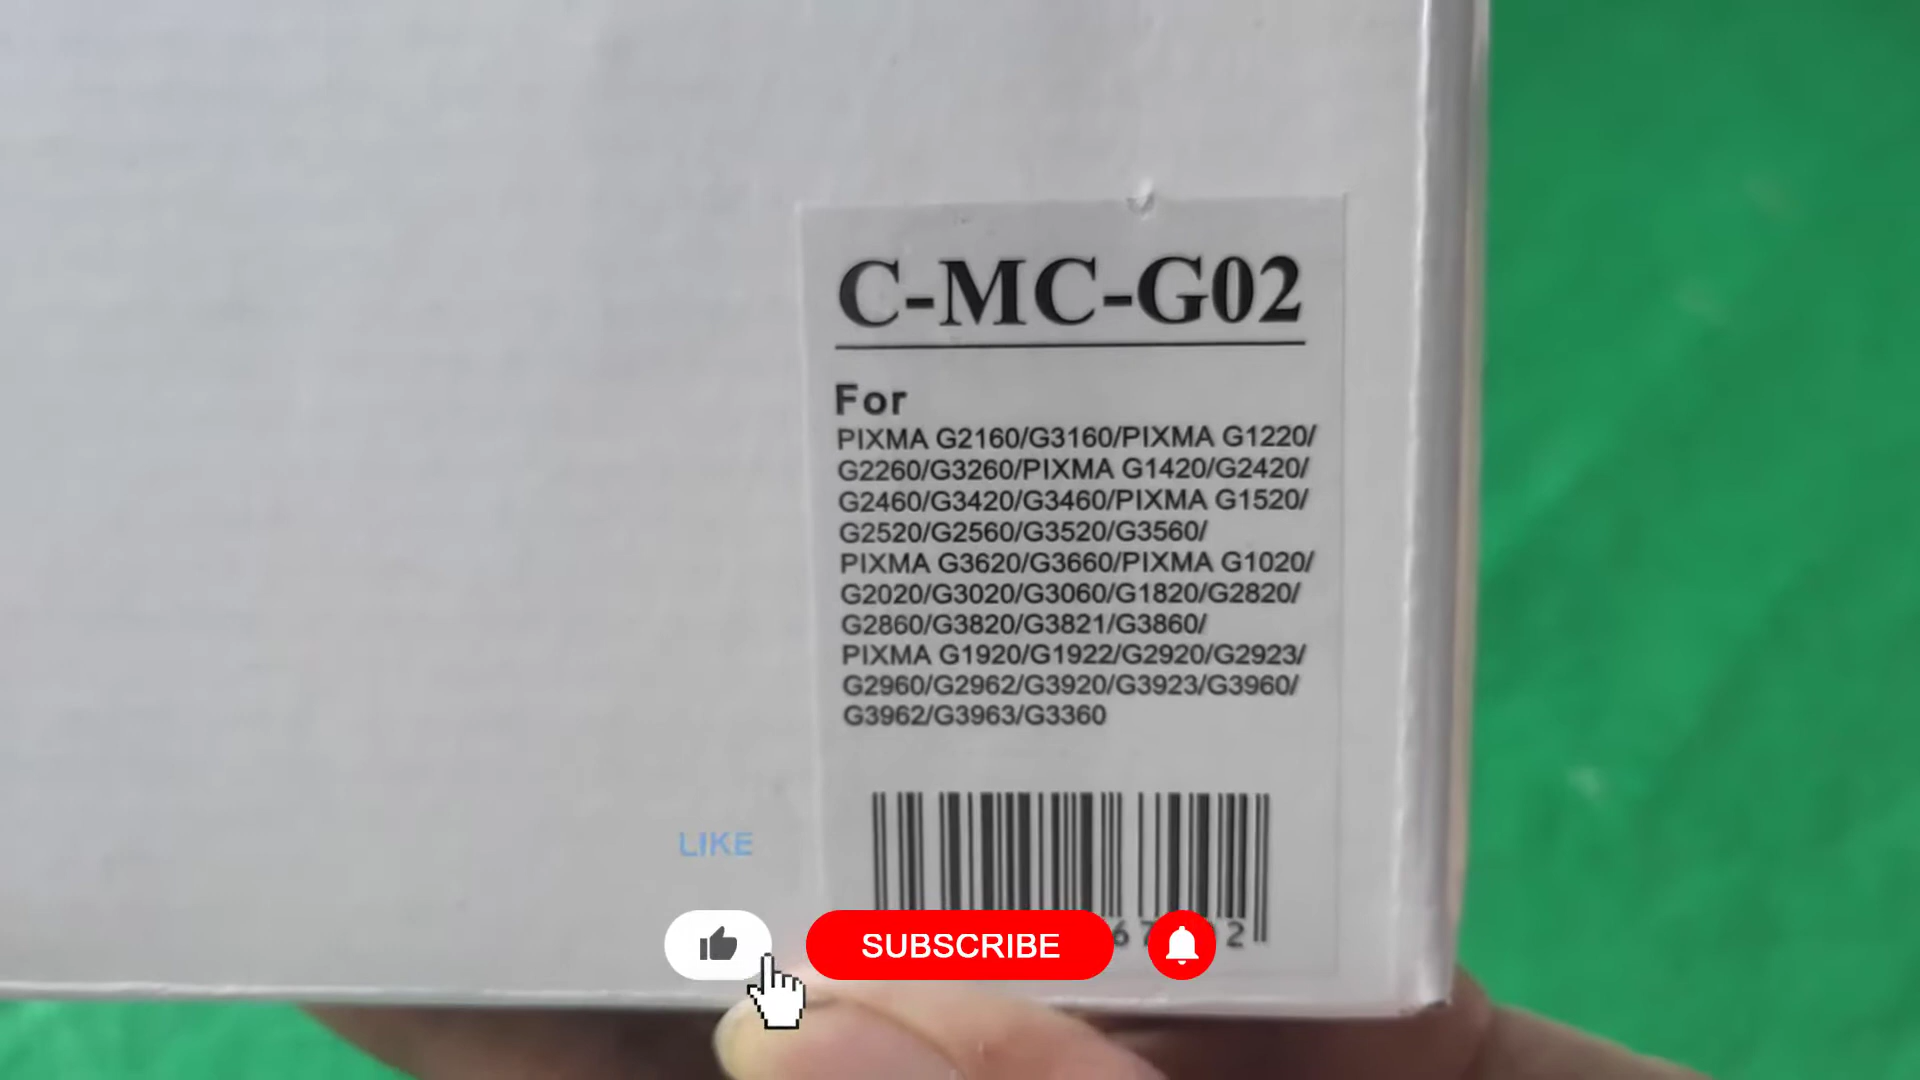 C-MC-G02
For
PIXMA G2160/G3160/PIXMA G1220/
G2260/G3260/PIXMA G1420/G2420/
G2460/G3420/G3460/PIXMA G1520/
G2520/G2560/G3520/G3560/
PIXMA G3620/G3660/PIXMA G1020/
G2020/G3020/G3060/G1820/G2820/
G2860/G3820/G3821/G3860/
PIXMA G1920/G1922/G2920/G2923/
G2960/G2962/G3920/G3923/G3960/
G3962/G3963/G3360
LIKE
SUBSCRIBE